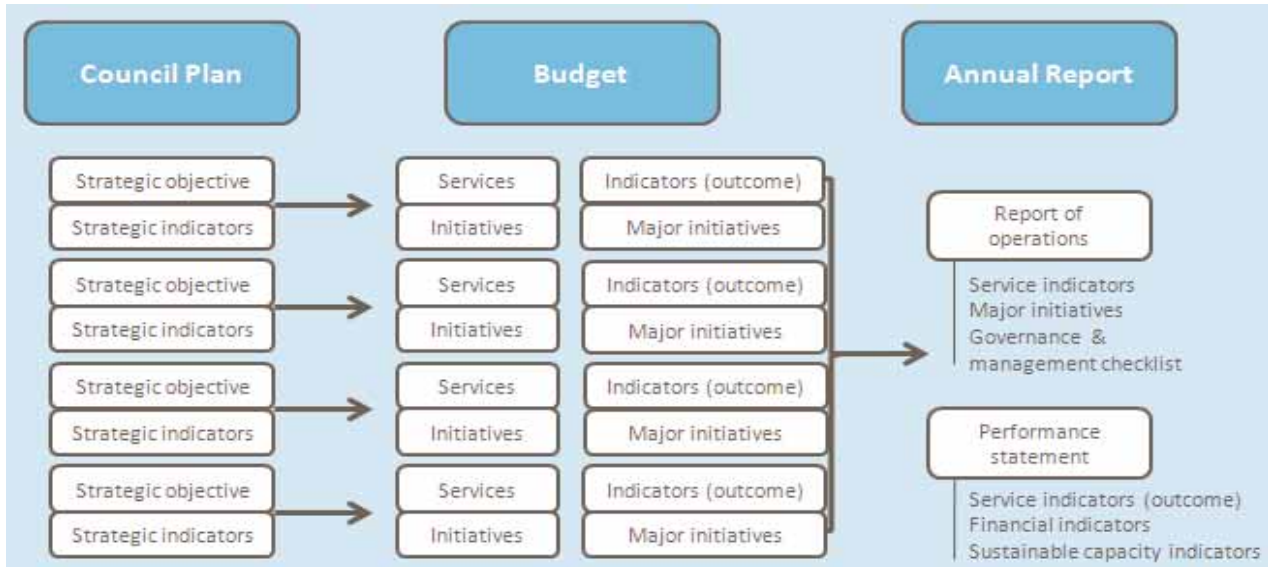 Council Plan
Budget
Annual Report
Strategic objective
Strategic indicators
Services
Initiatives
Indicators (outcome)
Major initiatives
Strategic objective
Strategic indicators
Services
Initiatives
Indicators (outcome)
Major initiatives
Strategic objective
Strategic indicators
Services
Initiatives
Indicators (outcome)
Major initiatives
Strategic objective
Strategic indicators
Services
Initiatives
Indicators (outcome)
Major initiatives
Report of
operations
Service indicators
Major initiatives
Governance &
management checklist
Performance
statement
Service indicators (outcome)
Financial indicators
Sustainable capacity indicators